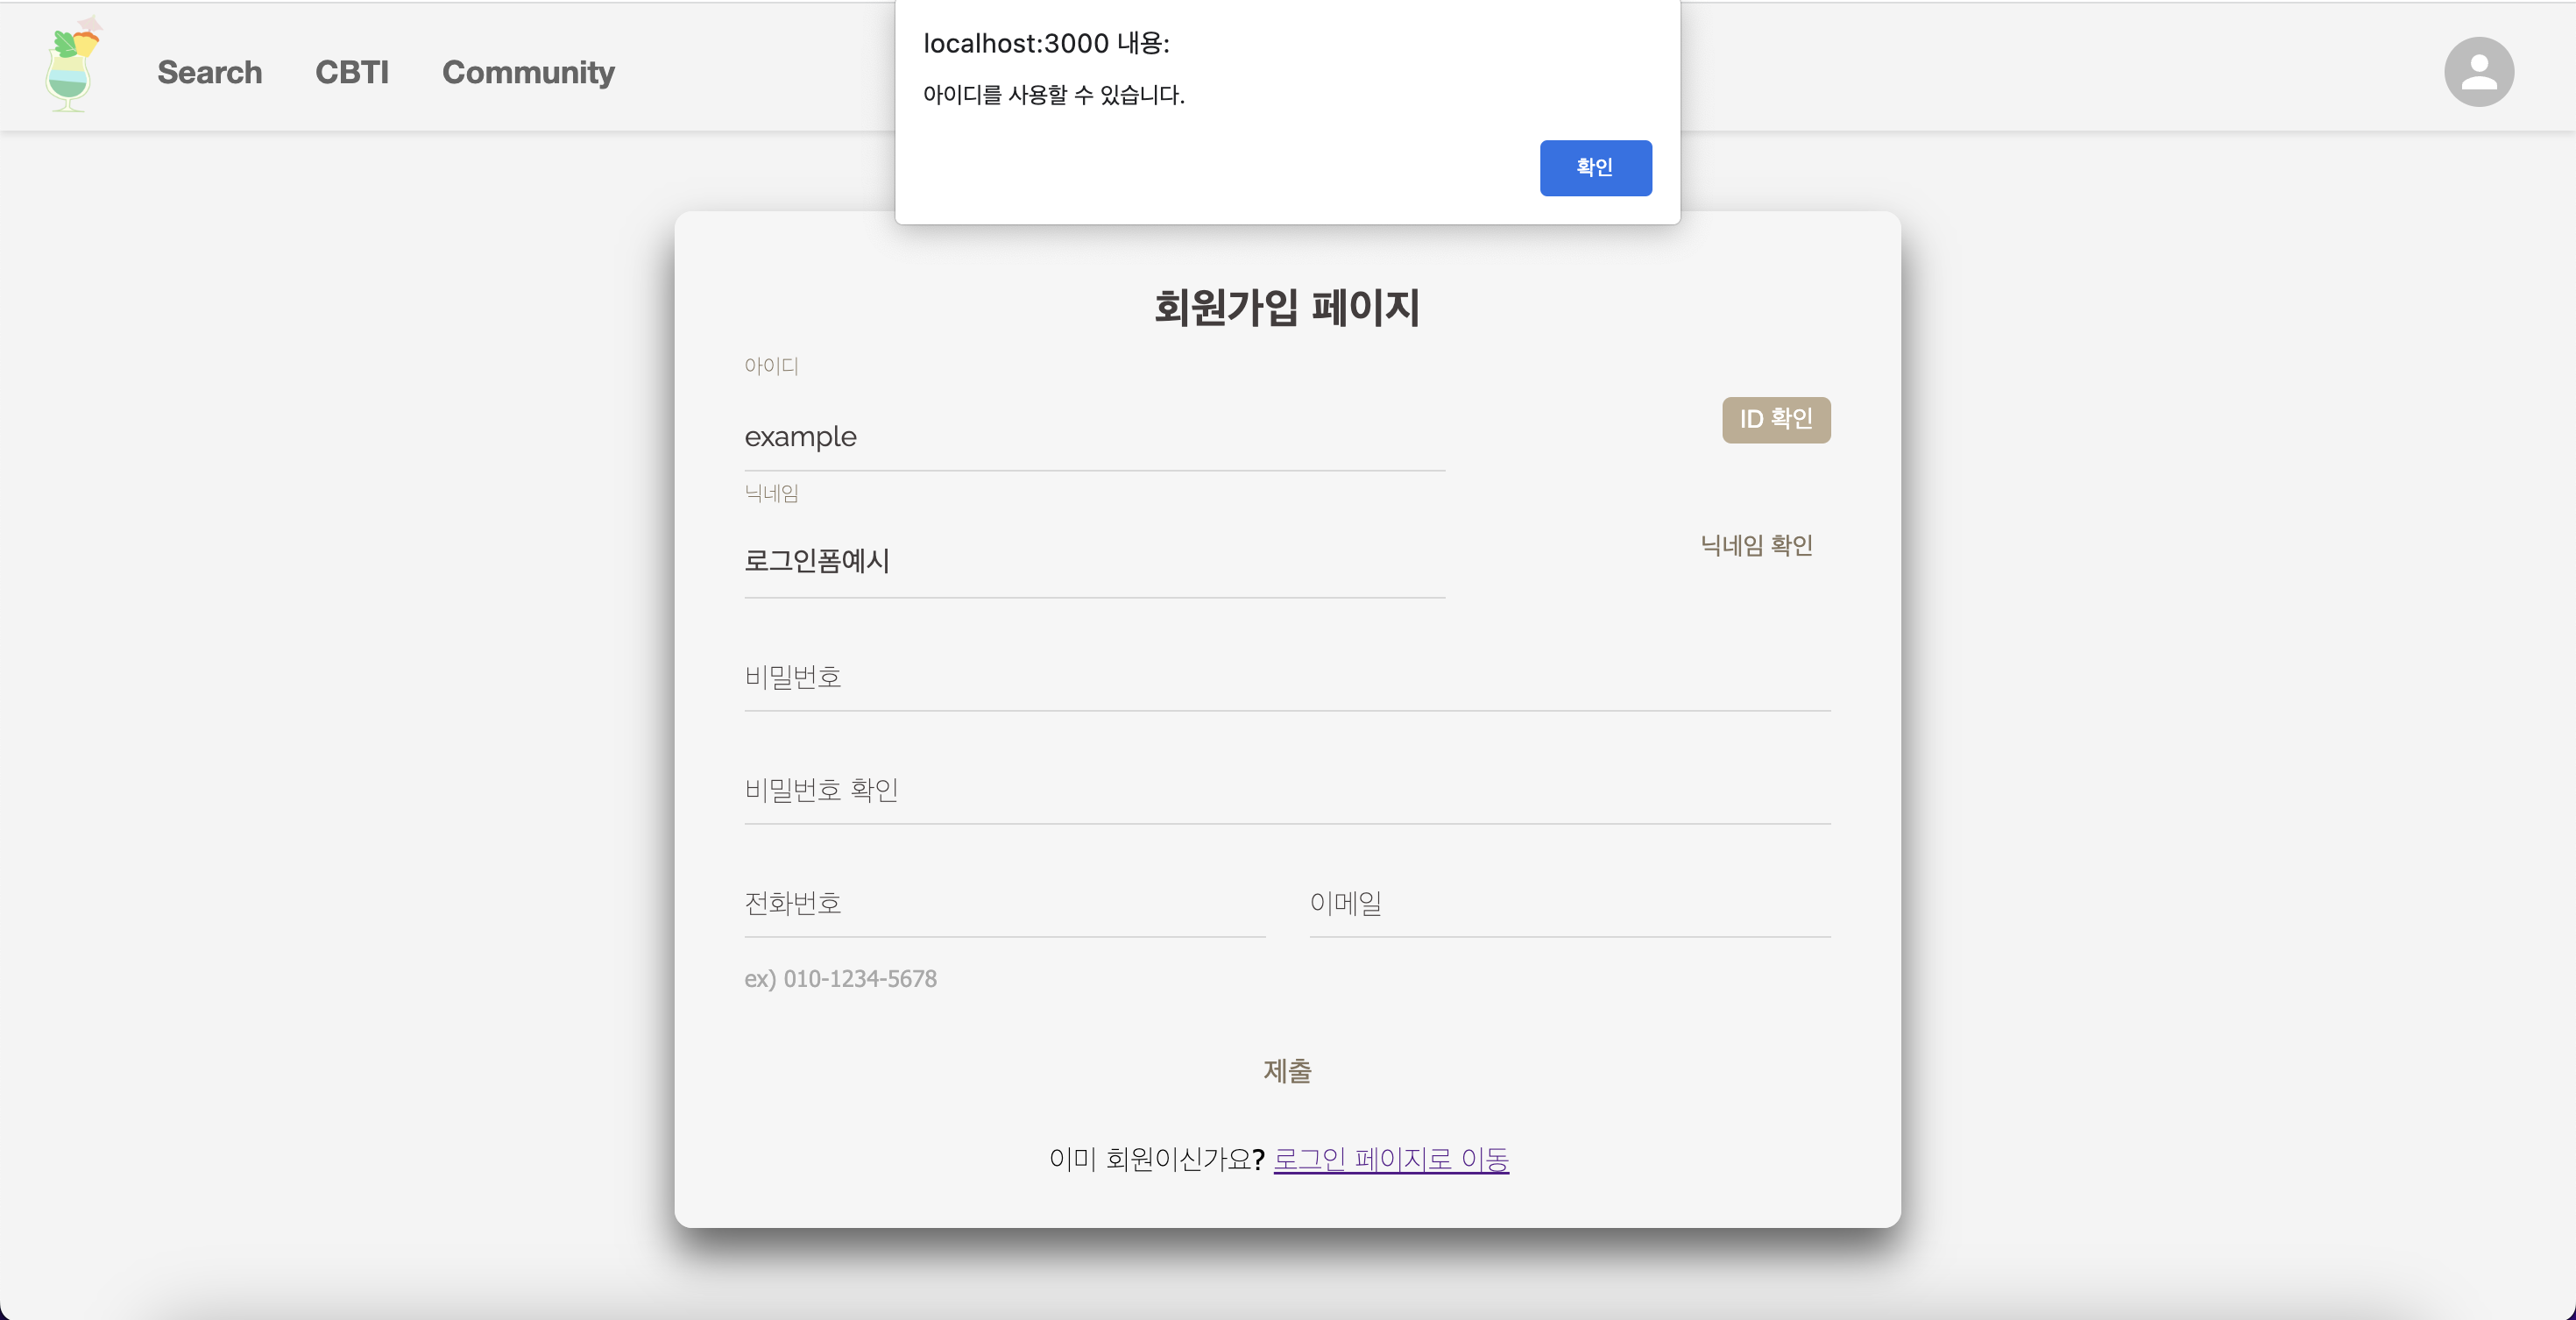 localhost:3000 내용:
아이디를 사용할 수 있습니다.
확인
Search CBTI Community
회원가입 페이지
아이디
example
ID 확인
닉네임
로그인폼예시
닉네임 확인
비밀번호
비밀번호 확인
전화번호 이메일
ex) 010-1234-5678
제출
이미 회원이신가요? 로그인 페이지로 이동